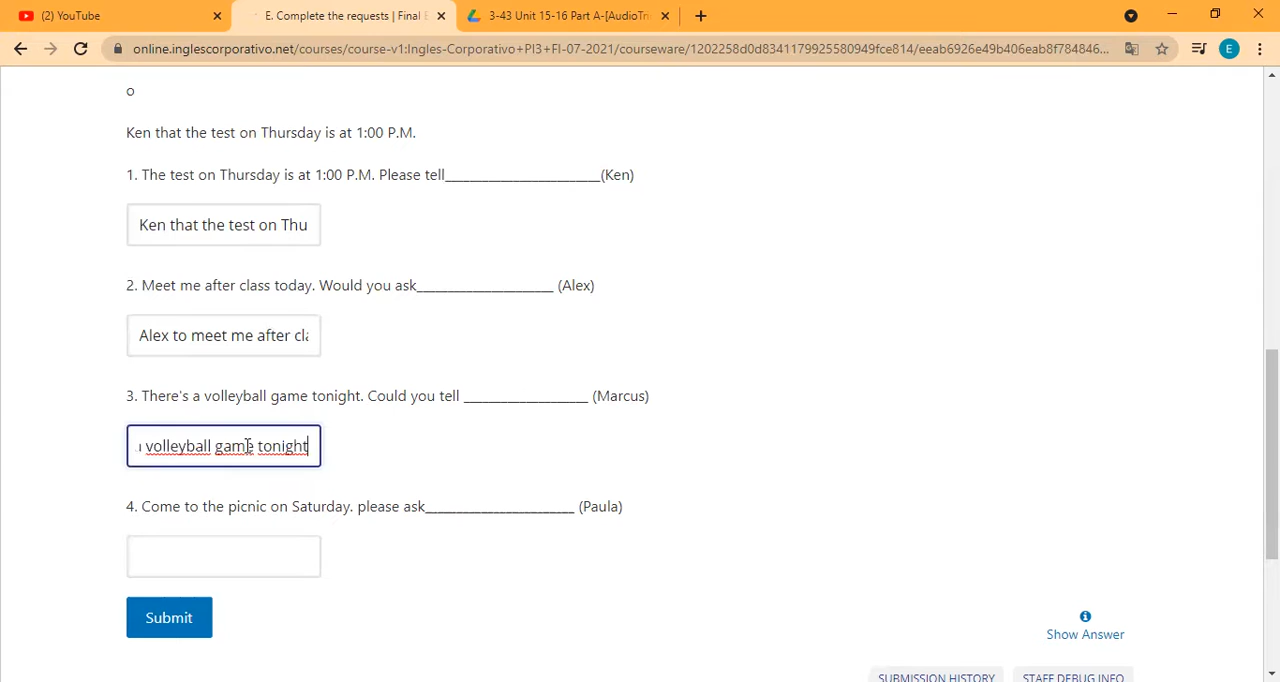 (2) YouTube
E. Complete the requests | Final E
3-43 Unit 15-16 Part A-[AudioTr
online.inglescorporativo.net/courses/course-v1:Ingles-Corporativo+PI3+FI-07-2021/courseware/1202258d0d8341179925580949fce814/eeab6926e49b406eab8f784846...
E
o
Ken that the test on Thursday is at 1:00 P.M.
1. The test on Thursday is at 1:00 P.M. Please tell______________________(Ken)
Ken that the test on Thu
2. Meet me after class today. Would you ask___________________ (Alex)
Alex to meet me after cla
3. There's a volleyball game tonight. Could you tell _________________ (Marcus)
volleyball game tonight
4. Come to the picnic on Saturday. please ask_____________________ (Paula)
Submit
Show Answer
SUBMISSION HISTORY
STAFF DEBUG INFO